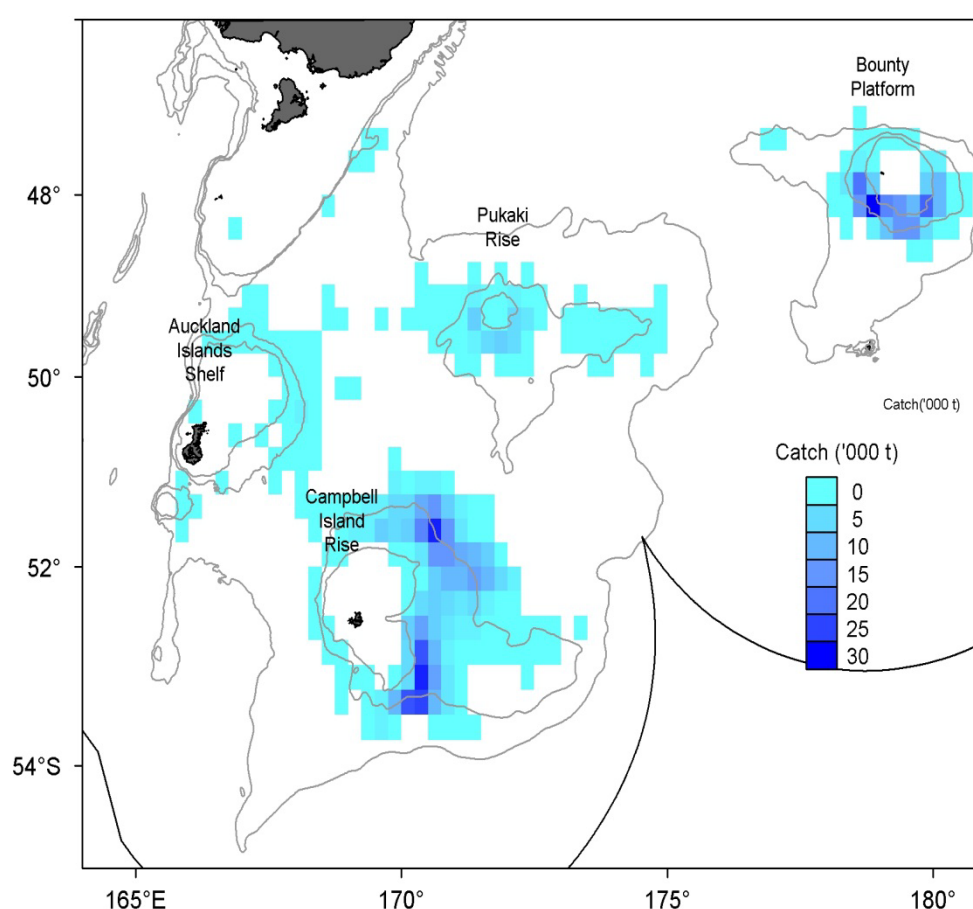 Bounty
Platform
48°
Pukaki
Rise
Auckland
Islands
Shelf
50°
Catch('000 t)
Catch ('000 t)
0
5
10
15
20
25
30
Campbell
Island
Rise
52°
54°S
165°E
170°
175°
180°